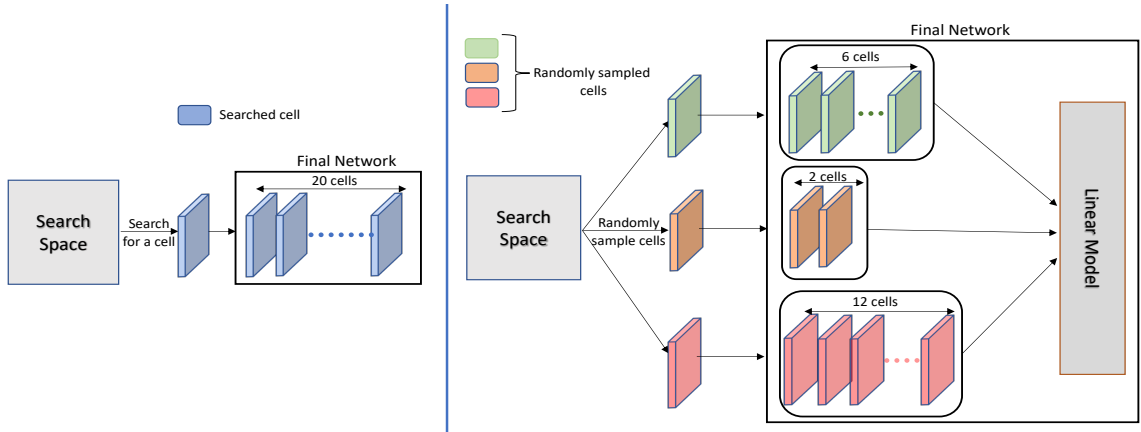 Searched cell
Final Network
20 cells
Search
Space
Search
for a cell
Randomly sampled
cells
Search
Space
Randomly
sample cells
Final Network
6 cells
2 cells
12 cells
Linear Model